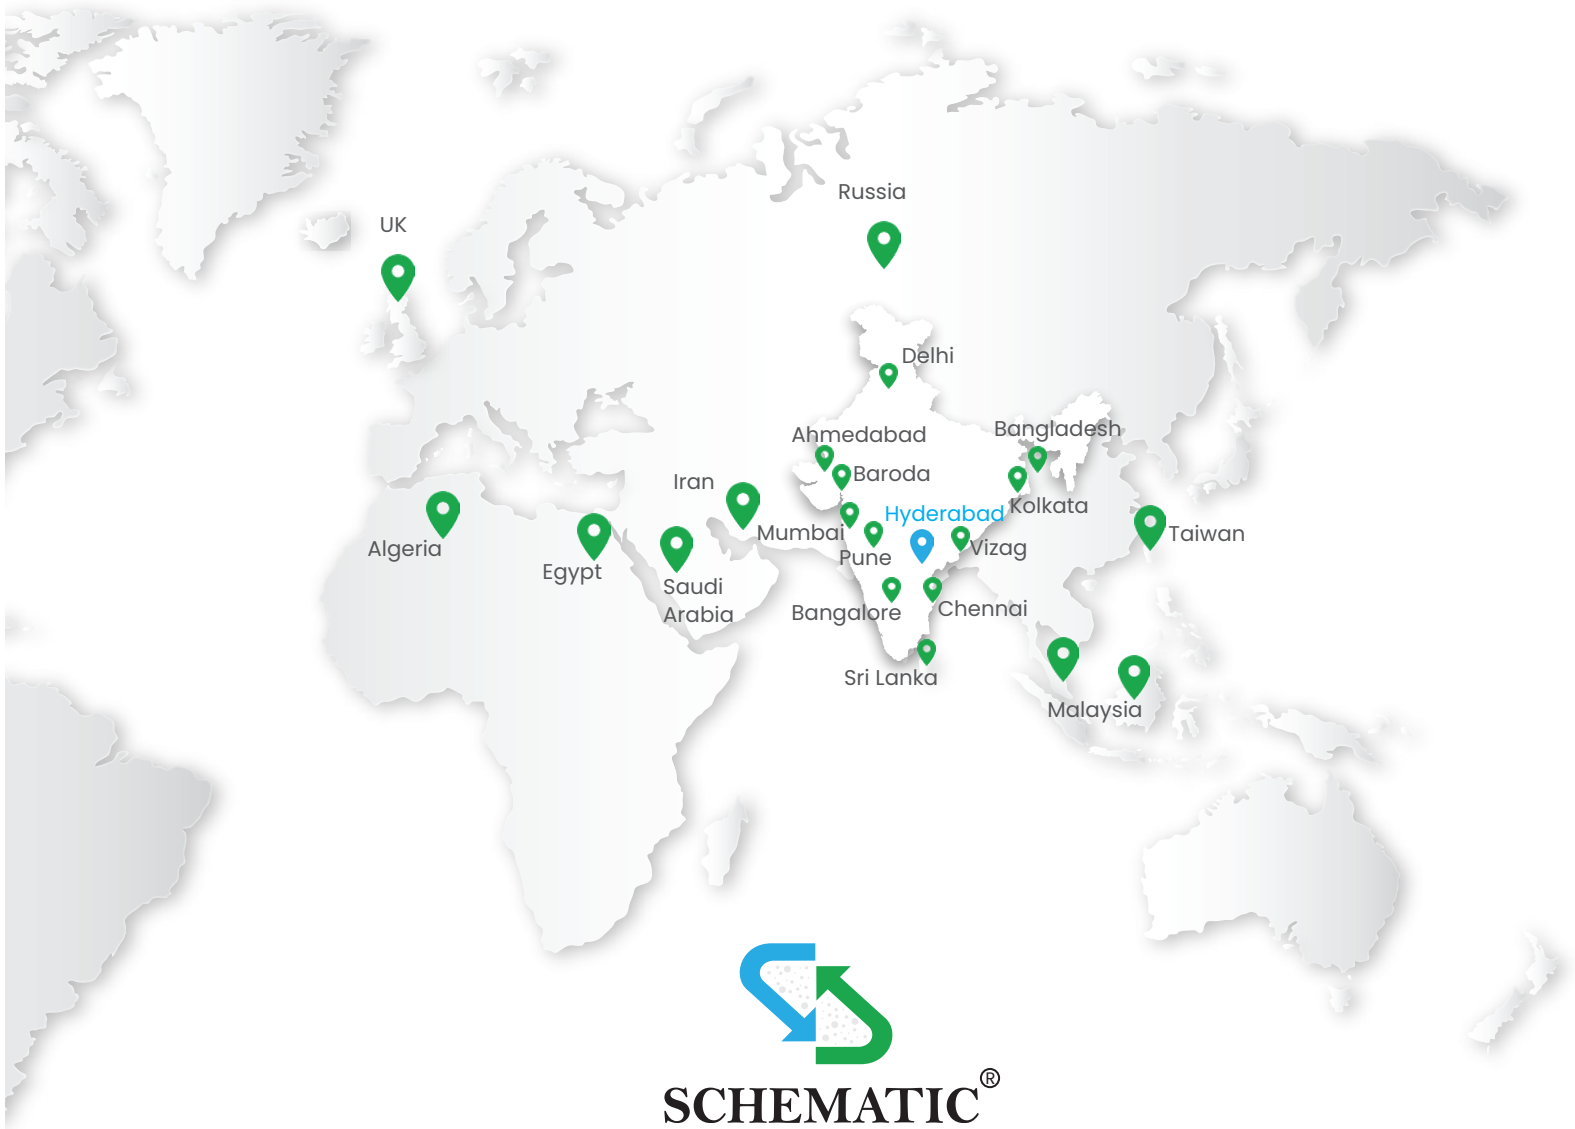 Russia
UK
Delhi
Ahmedabad
Bangladesh
Baroda
Iran
Kolkata
Hyderabad
Mumbai
Taiwan
Algeria
Pune
Vizag
Egypt
Saudi
Arabia
Bangalore
Chennai
Sri Lanka
Malaysia
SCHEMATIC®